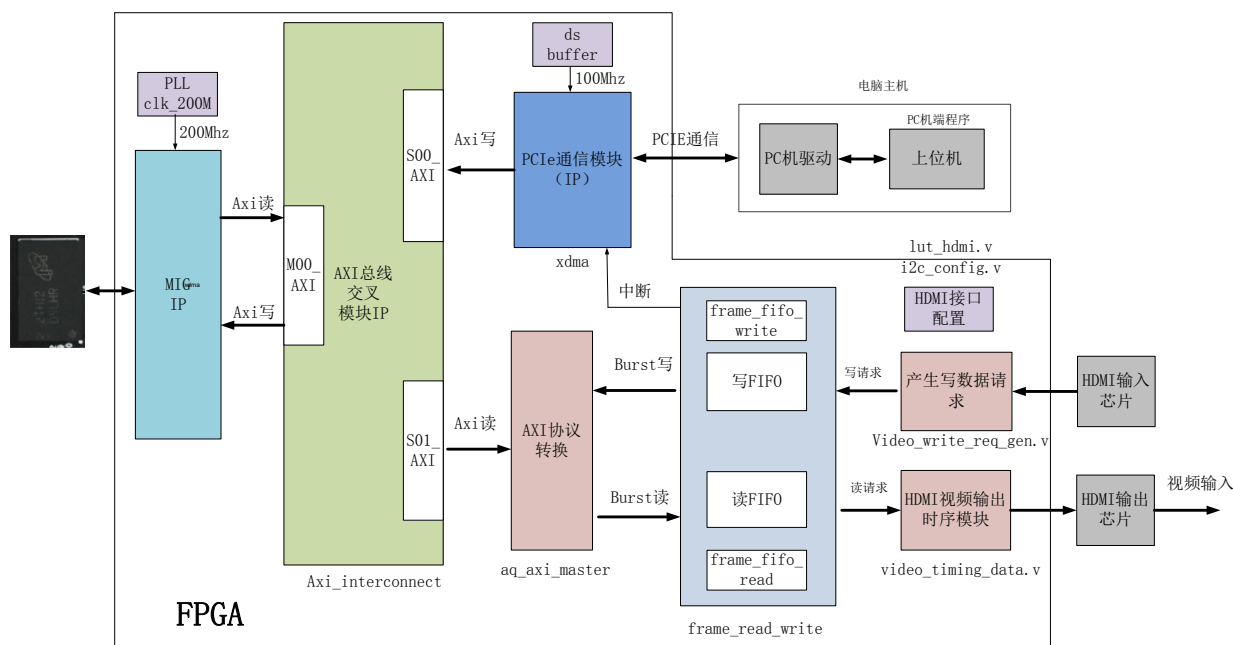 ds
buffer
100Mhz
PLL
clk_200M
200Mhz
电脑主机
PC机端程序
PC机驱动
上位机
PCIE通信
PCIe通信模块
（IP）
xdma
Axi写
S00_
AXI
Axi读
M00_
AXI
AXI总线
交叉
模块IP
MIG
IP
Axi写
lut_hdmi.v
i2c_config.v
HDMI接口
配置
中断
frame_fifo_
write
写FIFO
Burst写
写请求
产生写数据请
求
Video_write_req_gen.v
HDMI输入
芯片
S01_
AXI
Axi读
AXI协议
转换
Burst读
读FIFO
读请求
HDMI视频输出
时序模块
HDMI输出
芯片
视频输入
frame_fifo_
read
video_timing_data.v
aq_axi_master
Axi_interconnect
frame_read_write
FPGA